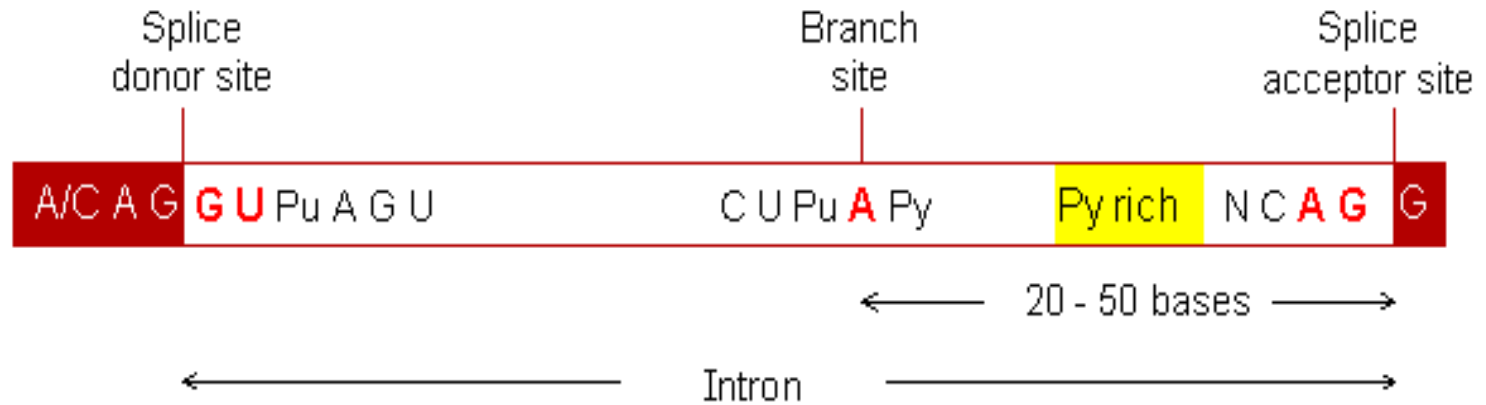 Splice
donor site
Branch
site
Splice
acceptor site
A/C A G G U Pu A G U C U Pu A Py Py rich N C A G G
20 - 50 bases
Intron